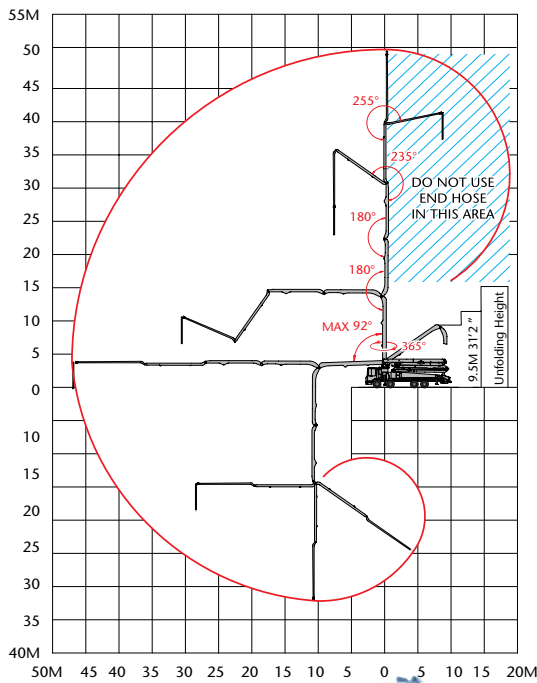 55M
50
45
40
35
30
25
20
15
10
5
0
10
15
20
25
30
35
40M
50M 45 40 35 30 25 20 15 10 5 0 5 10 15 20M
255°
235°
180°
180°
MAX 92°
365°
DO NOT USE
END HOSE
IN THIS AREA
9.5M 31'2 "
Unfolding Height